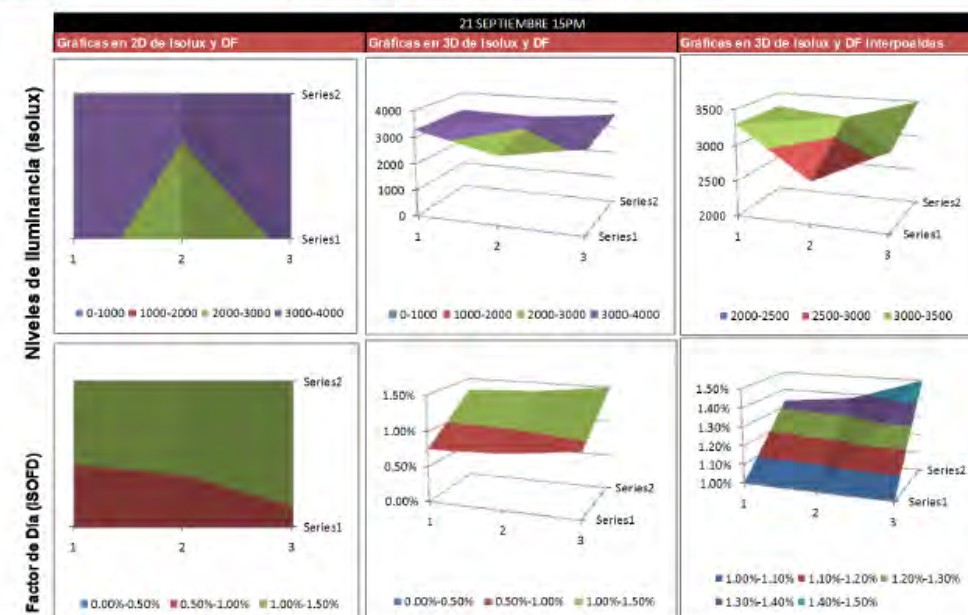 21 SEPTIEMBRE 15PM
Gráficas en 2D de Isolux y DF
Gráficas en 3D de Isolux y DF
Gráficas en 3D de Isolux y DF Interpoaldas
Niveles de Iluminancia (Isolux)
Series2
Series1
1 2 3
0-1000 1000-2000 2000-3000 3000-4000
4000
3000
2000
1000
0
Series2
Series1
1
2
3
0-1000 1000-2000 2000-3000 3000-4000
3500
3000
2500
2000
Series2
Series1
1
2
3
2000-2500 2500-3000 3000-3500
Factor de Día (ISOFD)
Series2
Series1
1 2 3
0.00%-0.50% 0.50%-1.00% 1.00%-1.50%
1.50%
1.00%
0.50%
0.00%
Series2
Series1
1
2
3
0.00%-0.50% 0.50%-1.00% 1.00%-1.50%
1.50%
1.40%
1.30%
1.20%
1.10%
1.00%
Series2
Series1
1
2
3
1.00%-1.10% 1.10%-1.20% 1.20%-1.30%
1.30%-1.40% 1.40%-1.50%